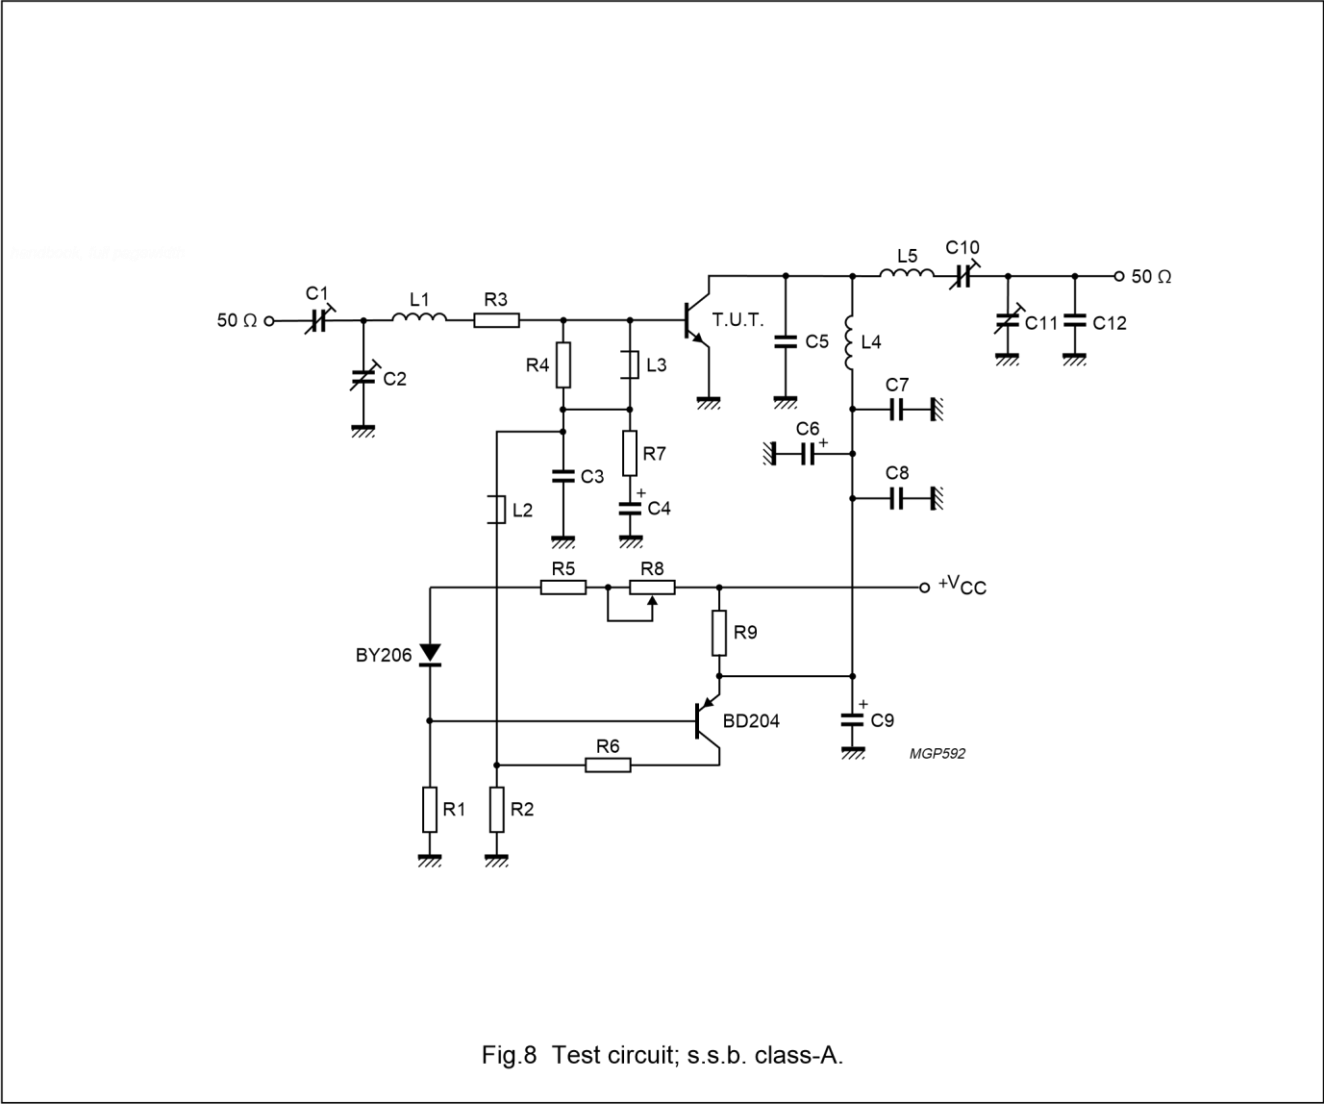 C10
L5
50 Ω
C1
L1
R3
50 Ω
T.U.T.
C11
C12
C5
L4
R4
L3
C2
C7
C6
+
R7
C8
C3
+
C4
L2
R5
R8
+VCC
R9
BY206
+
C9
BD204
R6
MGP592
R1
R2
Fig.8 Test circuit; s.s.b. class-A.